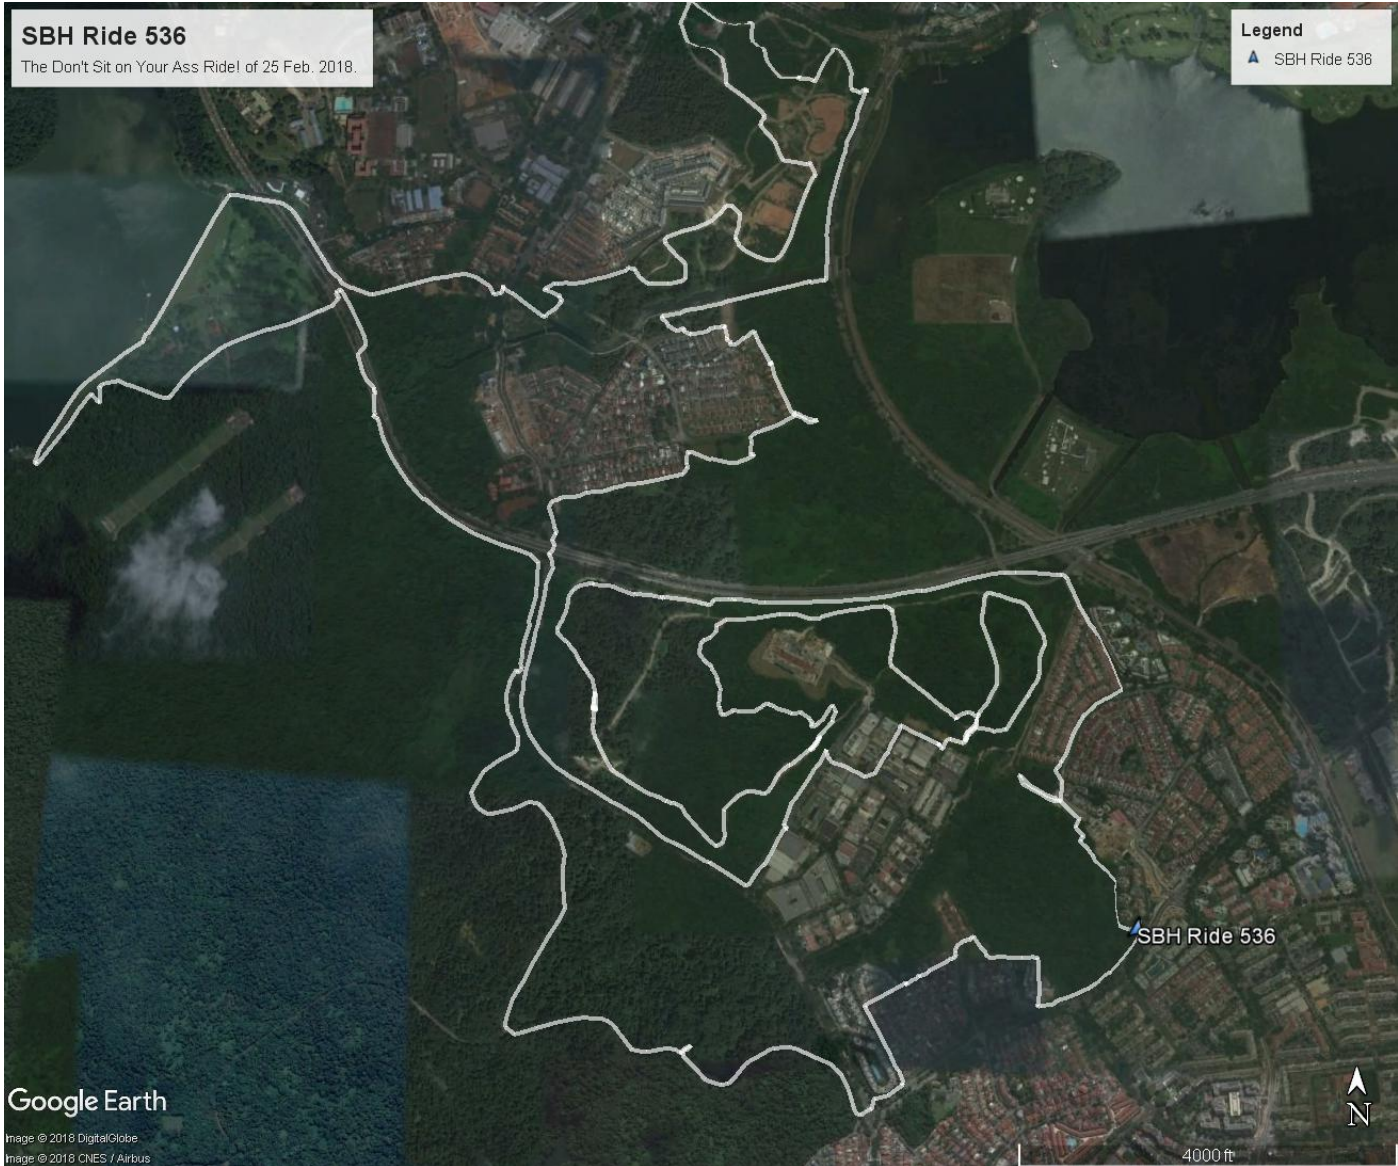 SBH Ride 536
The Don't Sit on Your Ass Ride! of 25 Feb. 2018.
Legend
SBH Ride 536
SBH Ride 536
Google Earth
N
Image © 2018 DigitalGlobe
Image © 2018 CNES / Airbus
4000 ft